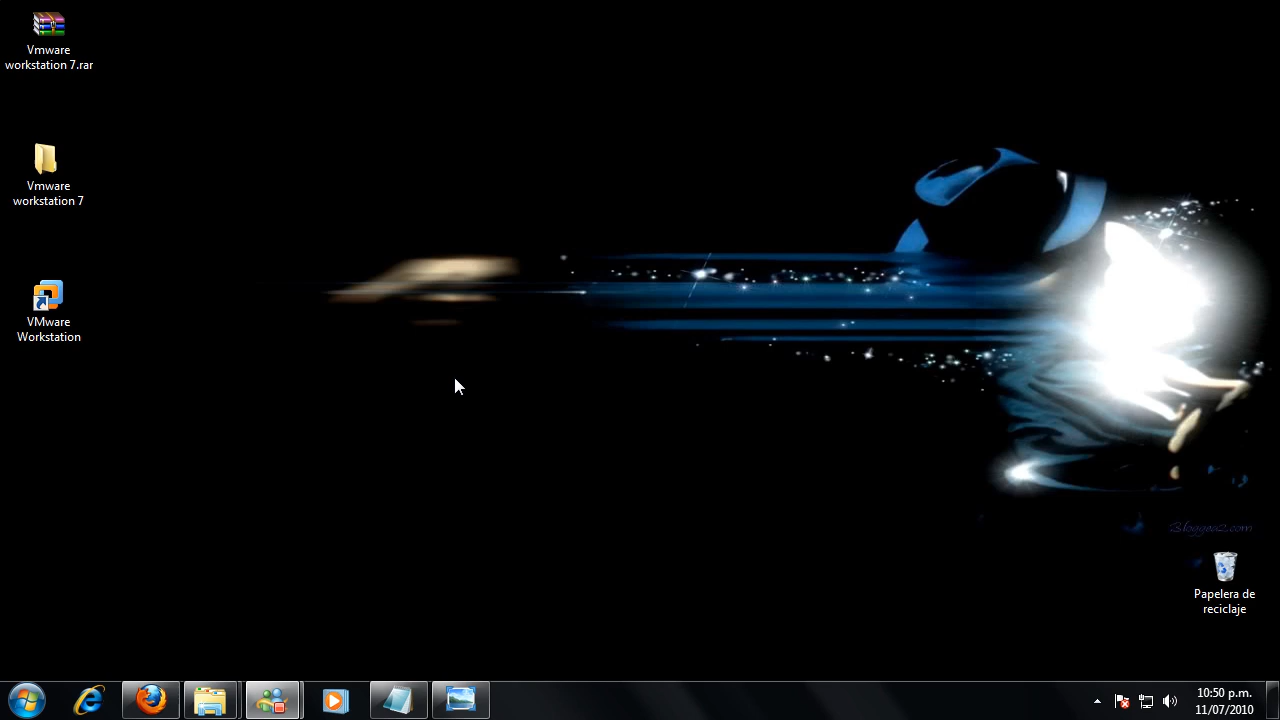 Vmware
workstation 7.rar
Vmware
workstation 7
VMware
Workstation
Papelera de
reciclaje
10:50 p.m.
11/07/2010